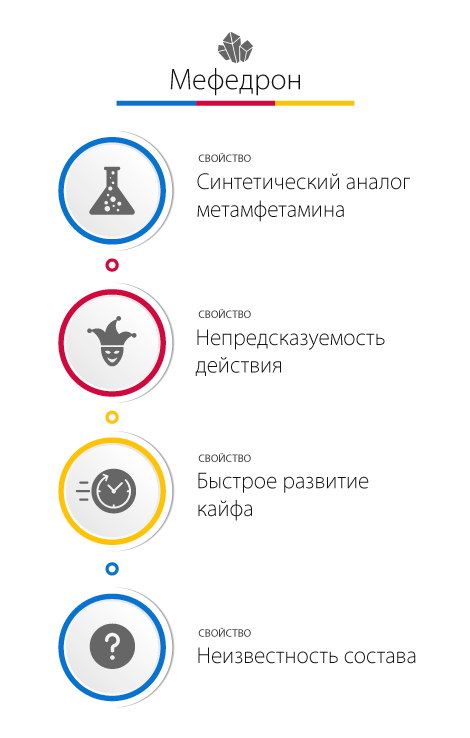 Мефедрон
СВОЙСТВО
Синтетический аналог
метамфетамина
СВОЙСТВО
Непредсказуемость
действия
СВОЙСТВО
Быстрое развитие
кайфа
?
СВОЙСТВО
Неизвестность состава